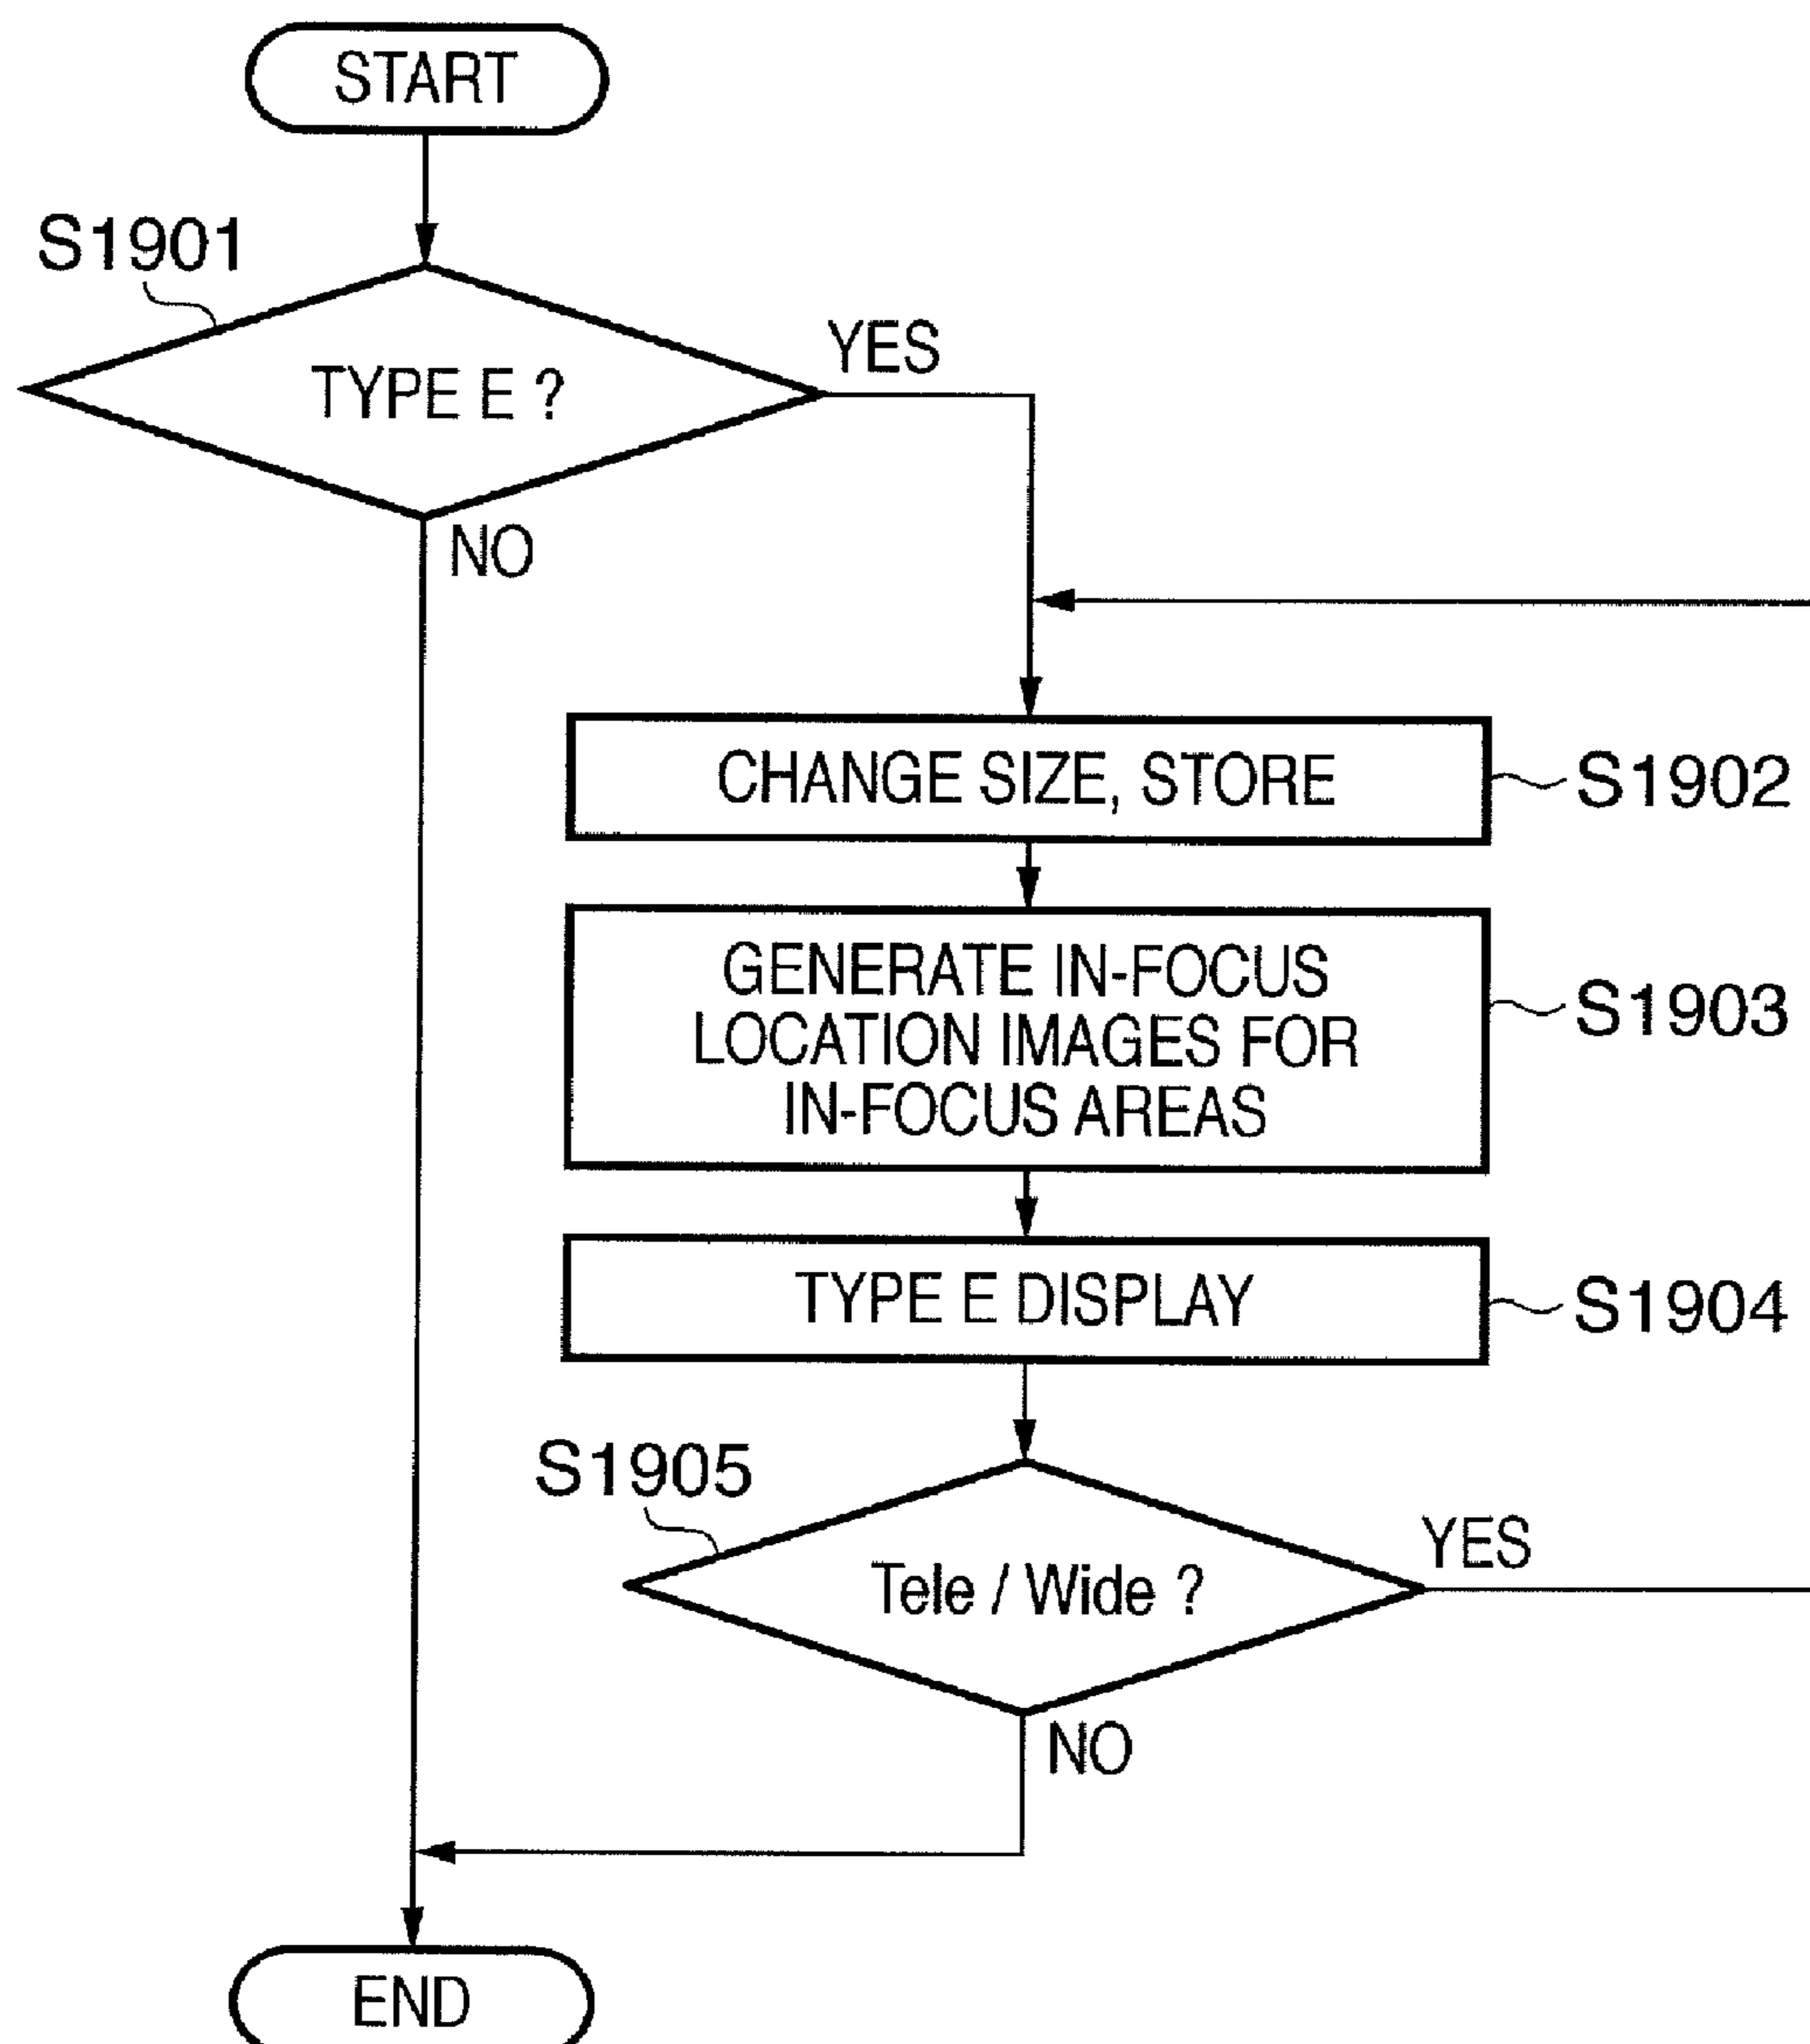 START
S1901
TYPE E ?
YES
NO
CHANGE SIZE, STORE
S1902
GENERATE IN-FOCUS
LOCATION IMAGES FOR
IN-FOCUS AREAS
S1903
TYPE E DISPLAY
S1904
S1905
Tele / Wide ?
YES
NO
END